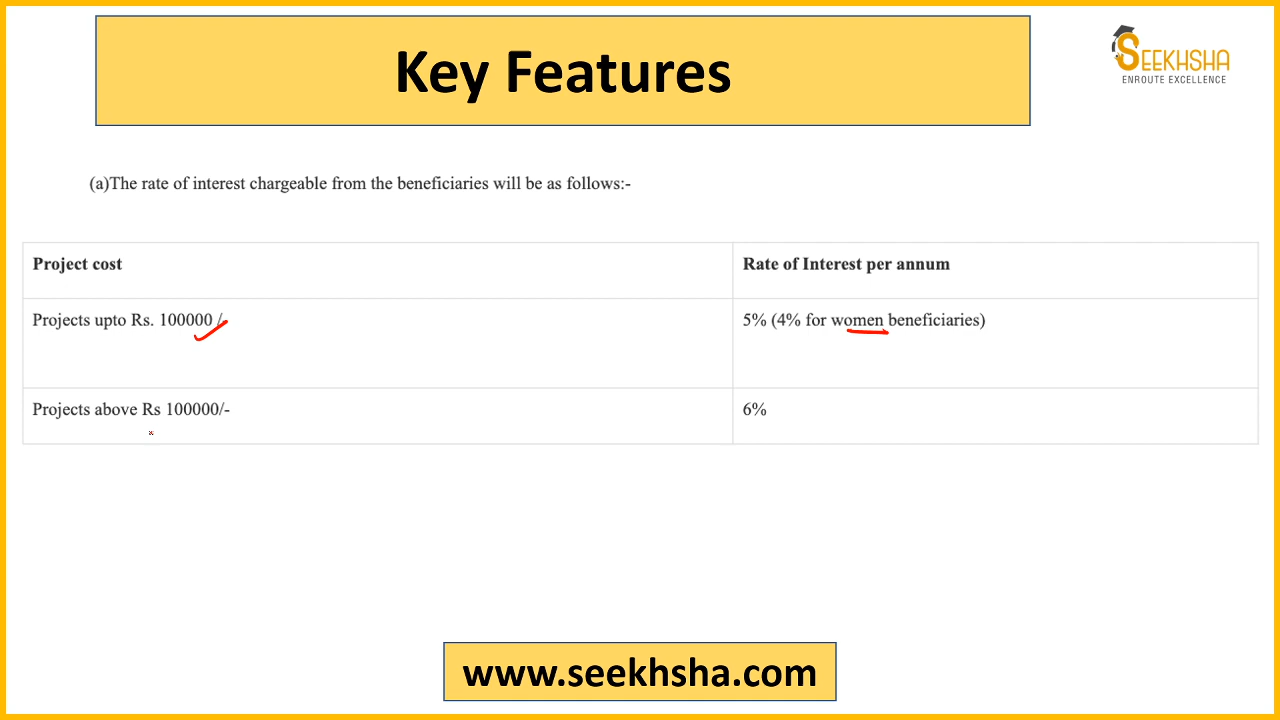 Key Features
SEEKHSHA
ENROUTE EXCELLENCE
(a)The rate of interest chargeable from the beneficiaries will be as follows:-
Project cost
Rate of Interest per annum
Projects upto Rs. 100000 /
5% (4% for women beneficiaries)
Projects above Rs 100000/-
6%
www.seekhsha.com